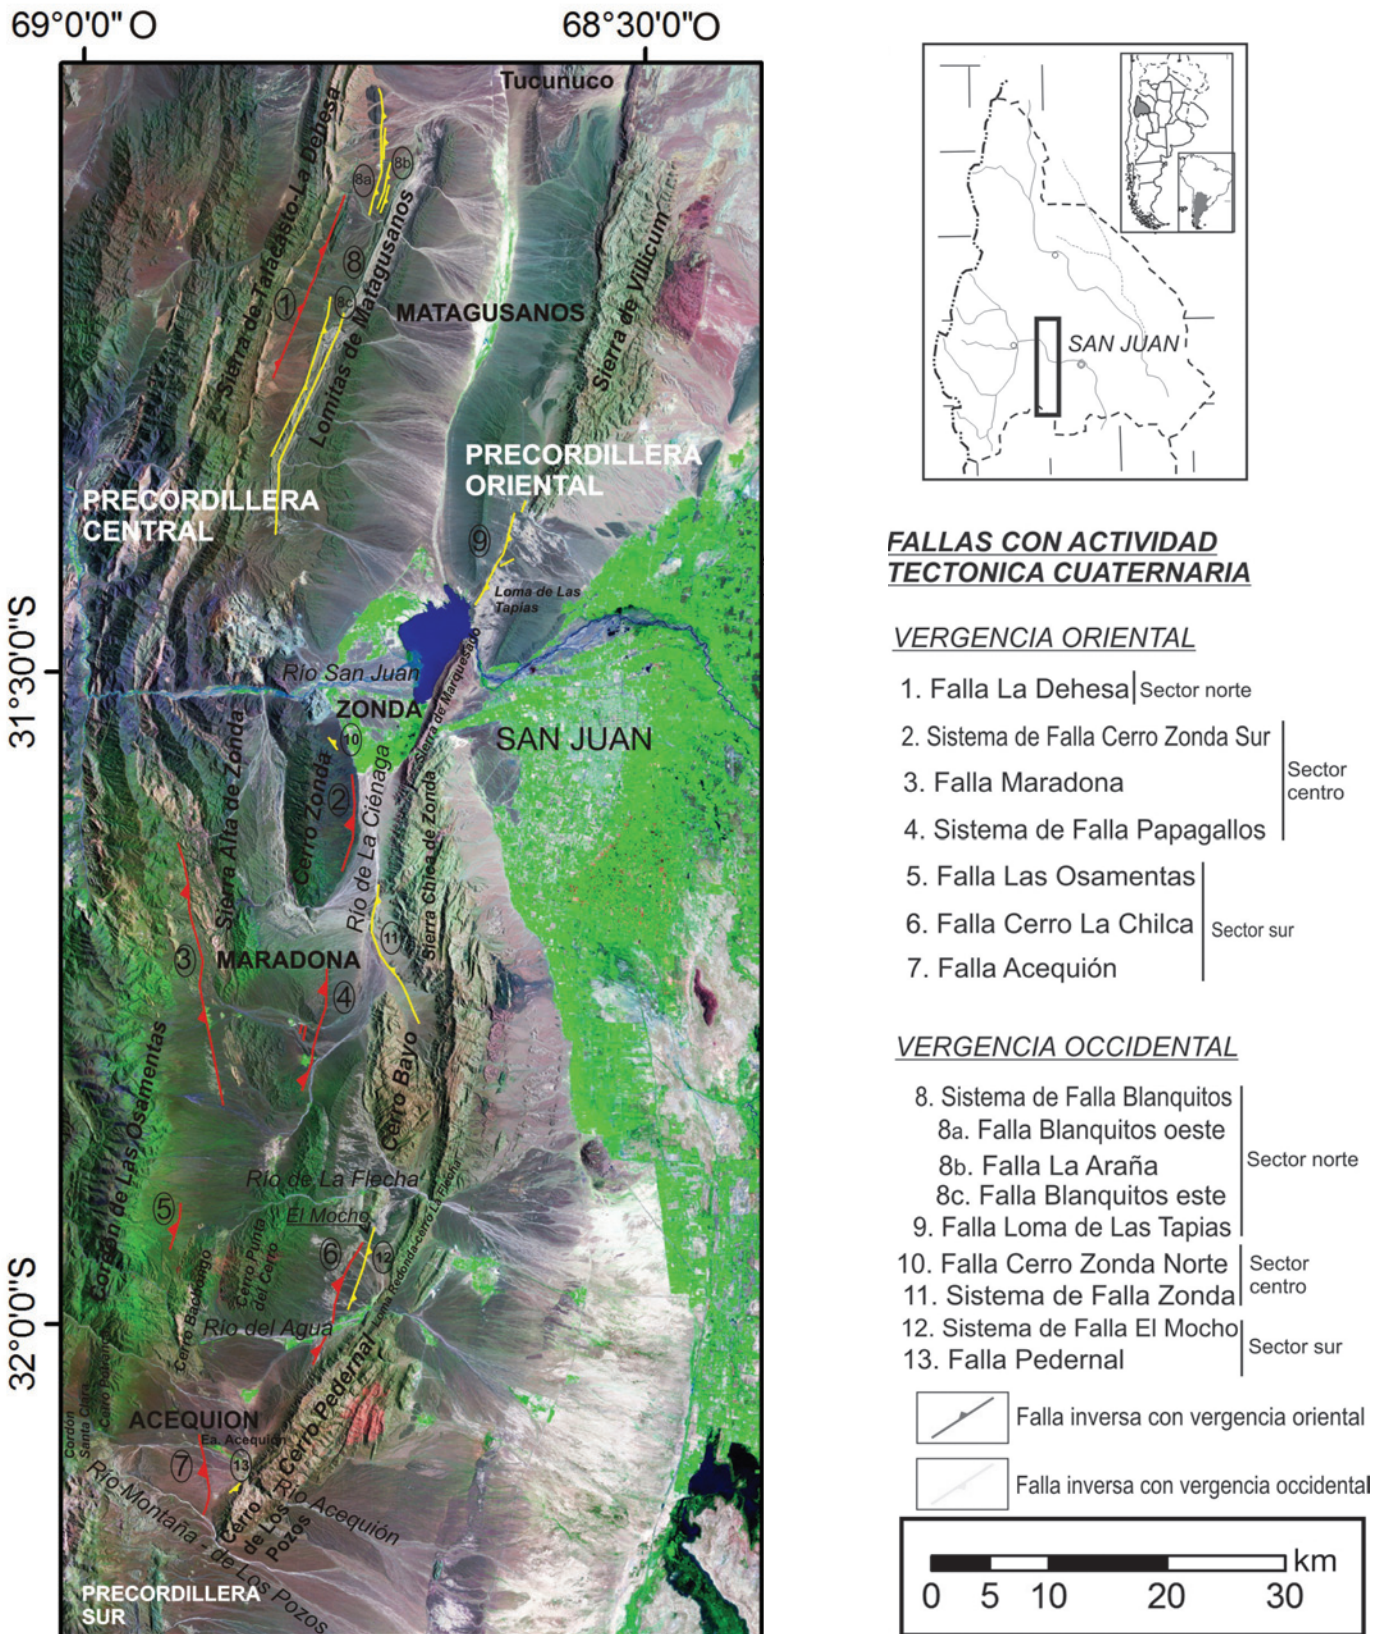 69°0'0" O
68°30'0"O
Tucunuco
Sierra de Talacasto-La Dehesa
8a
8b
Lomitas de Matagusanos
8
1
8c
MATAGUSANOS
Sierra de Villicum
PRECORDILLERA
ORIENTAL
PRECORDILLERA
CENTRAL
9
Loma de Las
Tapias
31°30'0"S
Río San Juan
Sierra de Marquesado
ZONDA
10
SAN JUAN
Sierra Alta de Zonda
Cerro Zonda
2
Río de La Ciénaga
Sierra Chica de Zonda
11
3
MARADONA
4
Cordón de Las Osamentas
Cerro Bayo
Río de La Flecha
El Mocho
5
6
12
Cerro Punta
del Cerro
Cerro Bachongo
Loma Redonda-cerro La Flecha
32°0'0"S
Río del Agua
Cerro Pedernal
Cordón
Santa Clara
ACEQUION
Ea. Acequión
7
13
Cerro
de Los
Pozos
Río Acequión
Río Montaña - de Los Pozos
PRECORDILLERA
SUR
SAN JUAN
FALLAS CON ACTIVIDAD
TECTONICA CUATERNARIA
VERGENCIA ORIENTAL
1. Falla La Dehesa Sector norte
2. Sistema de Falla Cerro Zonda Sur
3. Falla Maradona
4. Sistema de Falla Papagallos
Sector
centro
5. Falla Las Osamentas
6. Falla Cerro La Chilca
7. Falla Acequión
Sector sur
VERGENCIA OCCIDENTAL
8. Sistema de Falla Blanquitos
8a. Falla Blanquitos oeste
8b. Falla La Araña
8c. Falla Blanquitos este
9. Falla Loma de Las Tapias
Sector norte
10. Falla Cerro Zonda Norte
11. Sistema de Falla Zonda
Sector
centro
12. Sistema de Falla El Mocho
13. Falla Pedernal
Sector sur
Falla inversa con vergencia oriental
Falla inversa con vergencia occidental
km
0 5 10 20 30